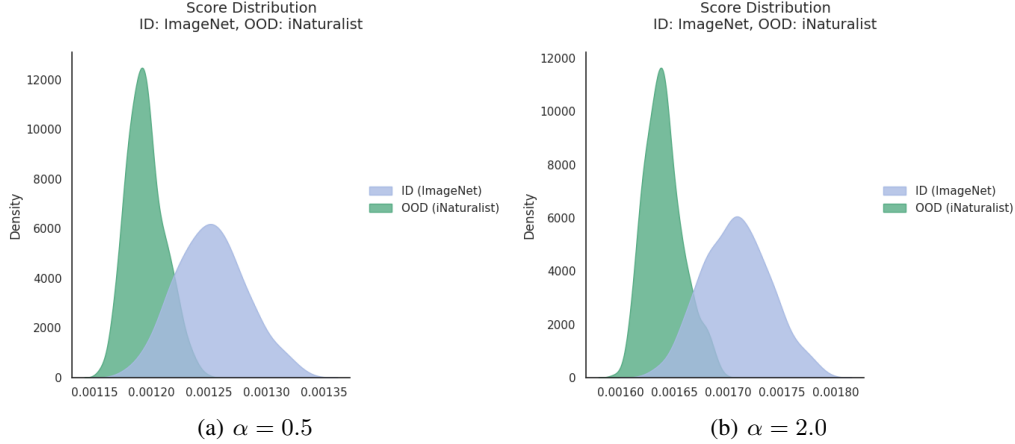 Score Distribution
ID: ImageNet, OOD: iNaturalist
12000
10000
8000
6000
4000
2000
0
Density
0.00115 0.00120 0.00125 0.00130 0.00135
ID (ImageNet)
OOD (iNaturalist)
(a) α = 0.5
Score Distribution
ID: ImageNet, OOD: iNaturalist
12000
10000
8000
6000
4000
2000
0
Density
0.00160 0.00165 0.00170 0.00175 0.00180
ID (ImageNet)
OOD (iNaturalist)
(b) α = 2.0